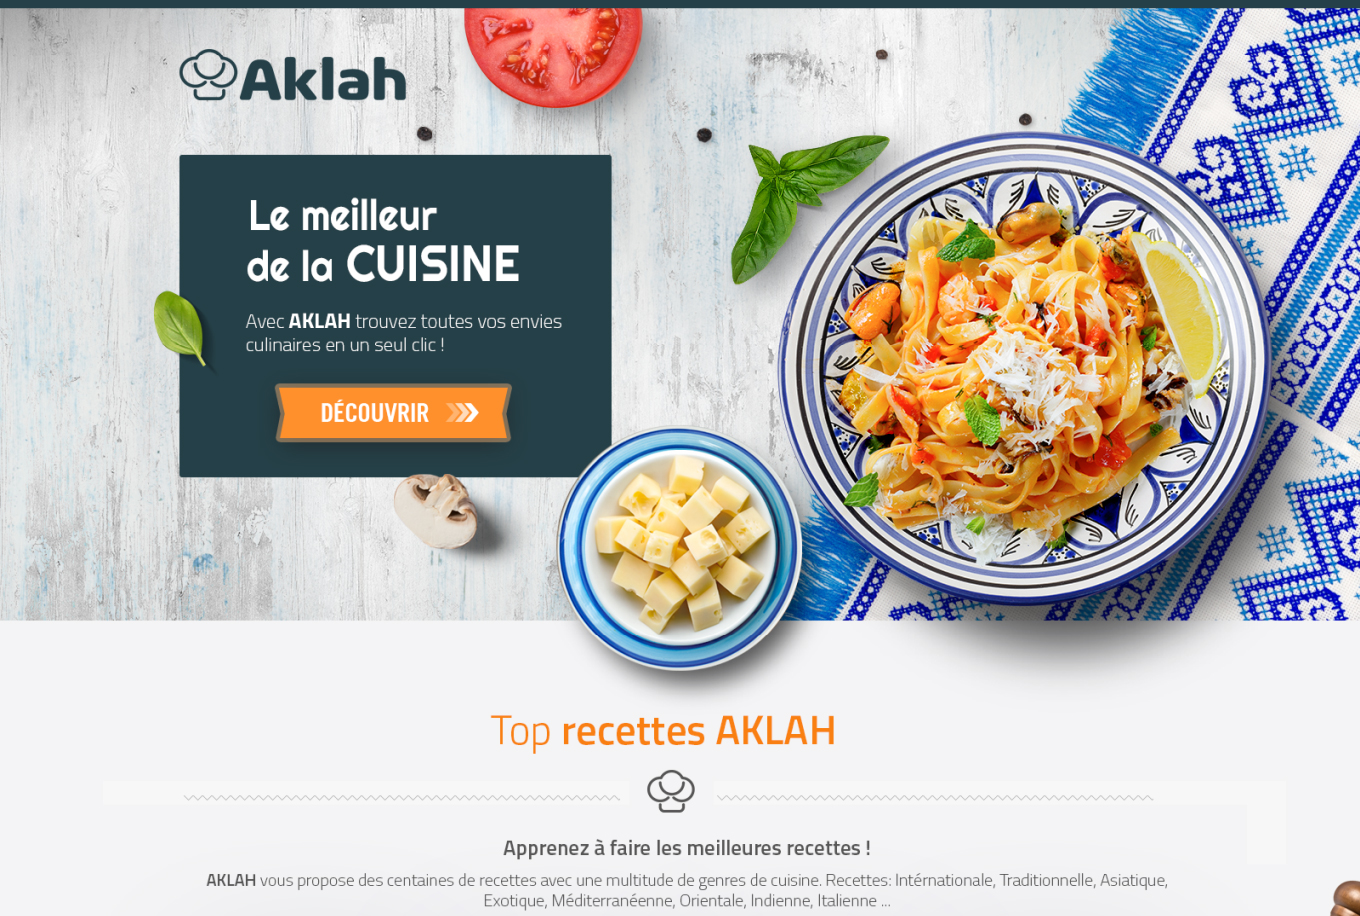 Aklah
Le meilleur
de la CUISINE
Avec AKLAH trouvez toutes vos envies
culinaires en un seul clic !
DÉCOUVRIR
Top recettes AKLAH
Apprenez à faire les meilleures recettes !
AKLAH vous propose des centaines de recettes avec une multitude de genres de cuisine. Recettes: Intérnationale, Traditionnelle, Asiatique,
Exotique, Méditerranéenne, Orientale, Indienne, Italienne ...